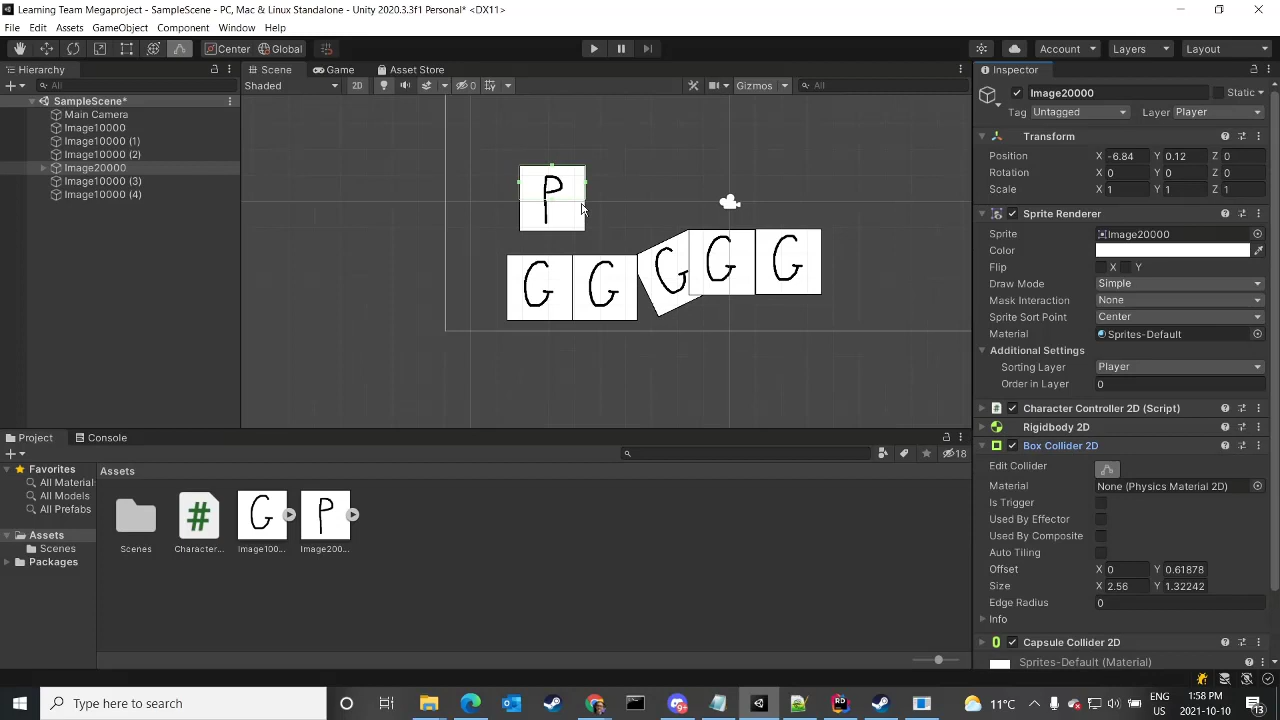 Learning Team Megaproject - SampleScene - PC, Mac & Linux Standalone - Unity 2020.3.3f1 Personal* <DX11>
File Edit Assets GameObject Component Window Help
Center Global Account Layers Layout
Hierarchy
Scene Game Asset Store
Inspector
All
Shaded 2D 0 Gizmos All
SampleScene*
Main Camera
Image10000
Image10000 (1)
Image10000 (2)
Image20000
Image10000 (3)
Image10000 (4)
P
G G G G G
Image20000 Static
Tag Untagged Layer Player
Transform
Position X -6.84 Y 0.12 Z 0
Rotation X 0 Y 0 Z 0
Scale X 1 Y 1 Z 1
Sprite Renderer
Sprite Image20000
Color
Flip X Y
Draw Mode Simple
Mask Interaction None
Sprite Sort Point Center
Material Sprites-Default
Additional Settings
Sorting Layer Player
Order in Layer 0
# Character Controller 2D (Script)
Rigidbody 2D
Box Collider 2D
Edit Collider
Material None (Physics Material 2D)
Is Trigger
Used By Effector
Used By Composite
Auto Tiling
Offset X 0 Y 0.61878
Size X 2.56 Y 1.32242
Edge Radius 0
Info
Capsule Collider 2D
Sprites-Default (Material)
Project Console
18
Favorites
All Material
All Models
All Prefabs
Assets
Scenes
Packages
Assets
# G P
Scenes Character... Image100... Image200...
Type here to search
11°C
ENG
US
1:58 PM
2021-10-10